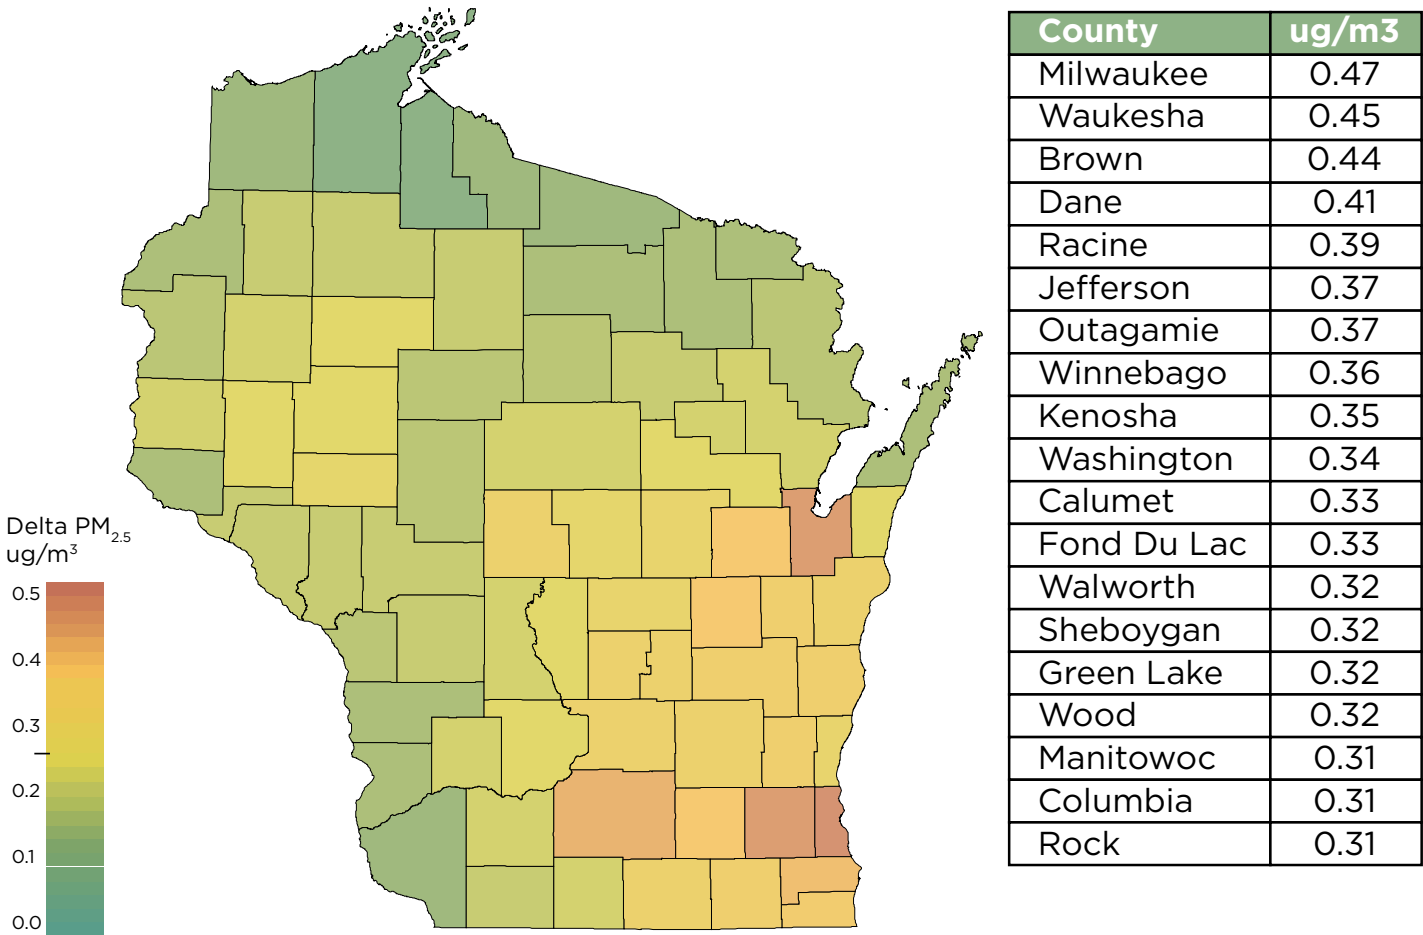 County ug/m3
Milwaukee 0.47
Waukesha 0.45
Brown 0.44
Dane 0.41
Racine 0.39
Jefferson 0.37
Outagamie 0.37
Winnebago 0.36
Kenosha 0.35
Washington 0.34
Calumet 0.33
Fond Du Lac 0.33
Walworth 0.32
Sheboygan 0.32
Green Lake 0.32
Wood 0.32
Manitowoc 0.31
Columbia 0.31
Rock 0.31
Delta PM2.5
ug/m³
0.5
0.4
0.3
0.2
0.1
0.0